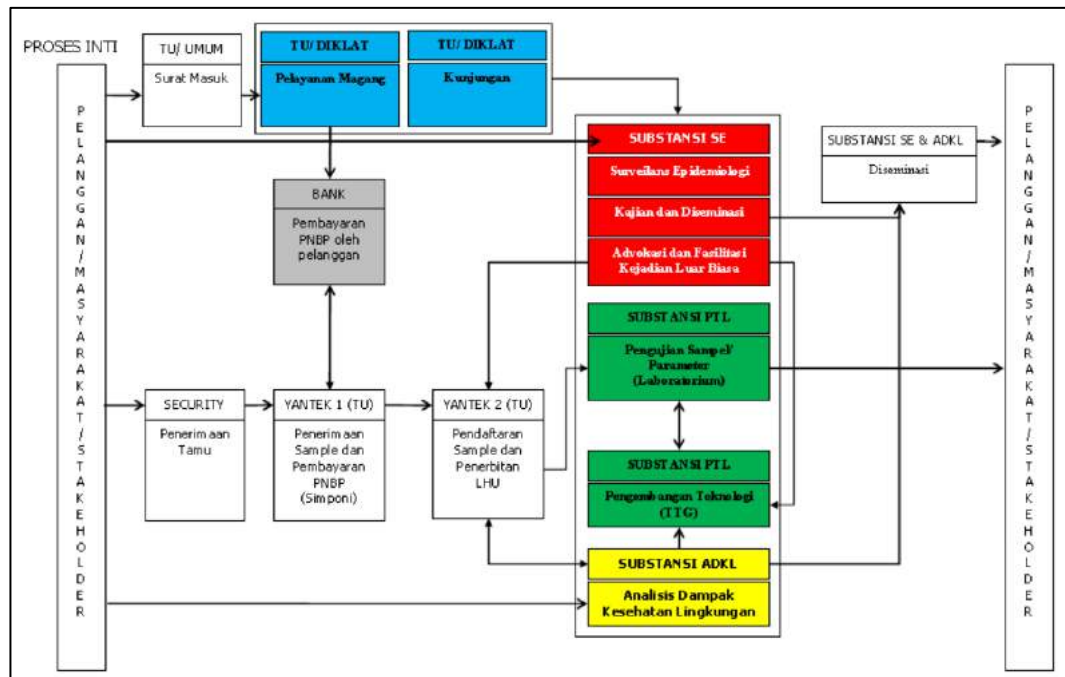 PROSES INTI
PELANGGAN/MASYARAKAT/STAKEHOLDER
TU/ UMUM
Surat Masuk
TU/ DIKLAT
Pelayanan Magang
TU/ DIKLAT
Kunjungan
BANK
Pembayaran
PNBP oleh
pelanggan
SECURITY
Penerimaan
Tamu
YANTEK 1 (TU)
Penerimaan
Sample dan
Pembayaran
PNBP
(Simponi)
YANTEK 2 (TU)
Pendaftaran
Sample dan
Penerbitan
LHU
SUBSTANSI SE
Surveilans Epidemiologi
Kajian dan Diseminasi
Advokasi dan Fasilitasi
Kejadian Luar Biasa
SUBSTANSI PTL
Pengujian Sampel/
Parameter
(Laboratorium)
SUBSTANSI PTL
Pengembangan Teknologi
(TTG)
SUBSTANSI ADKL
Analisis Dampak
Kesehatan Lingkungan
SUBSTANSI SE & ADKL
Diseminasi
PELANGGAN/MASYARAKAT/STAKEHOLDER